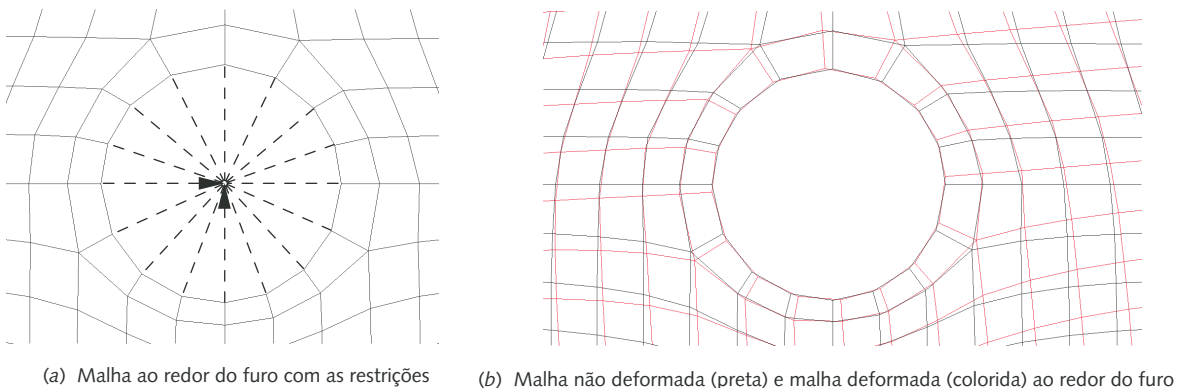 (a) Malha ao redor do furo com as restrições
(b) Malha não deformada (preta) e malha deformada (colorida) ao redor do furo